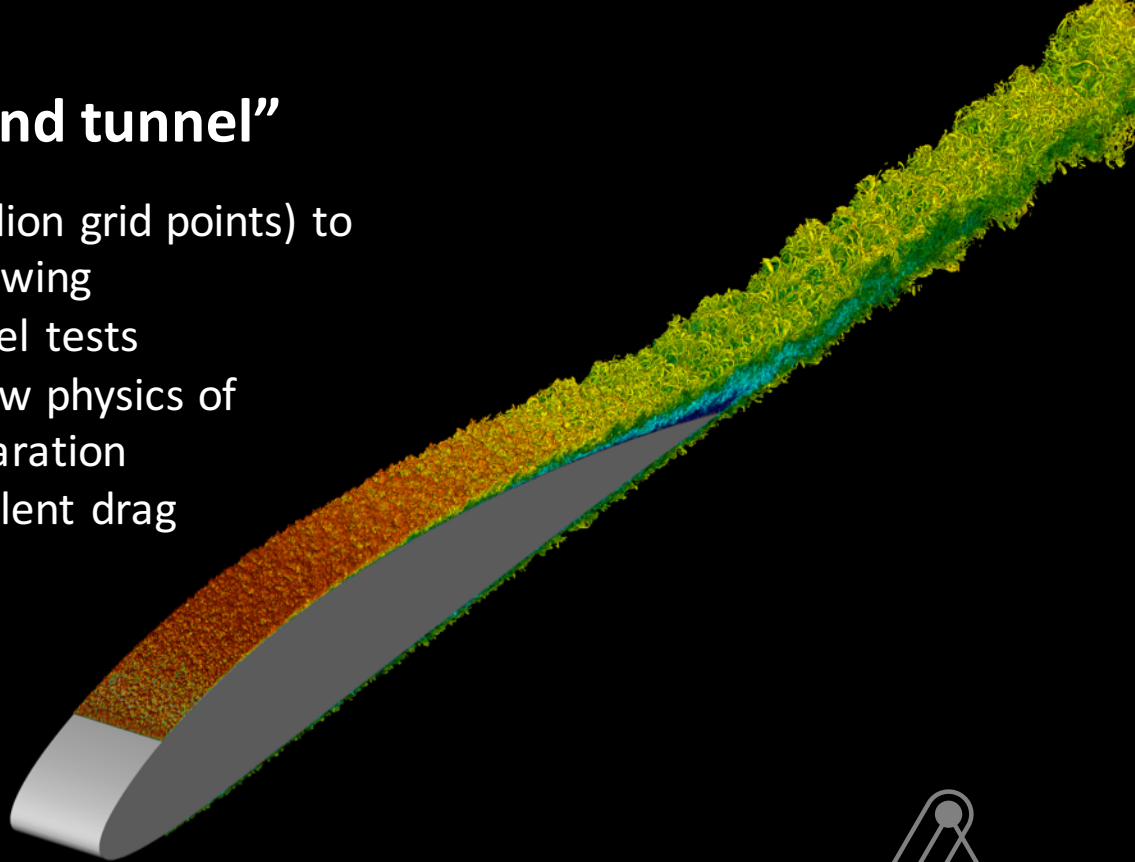 nd tunnel”
lion grid points) to
wing
el tests
w physics of
aration
lent drag